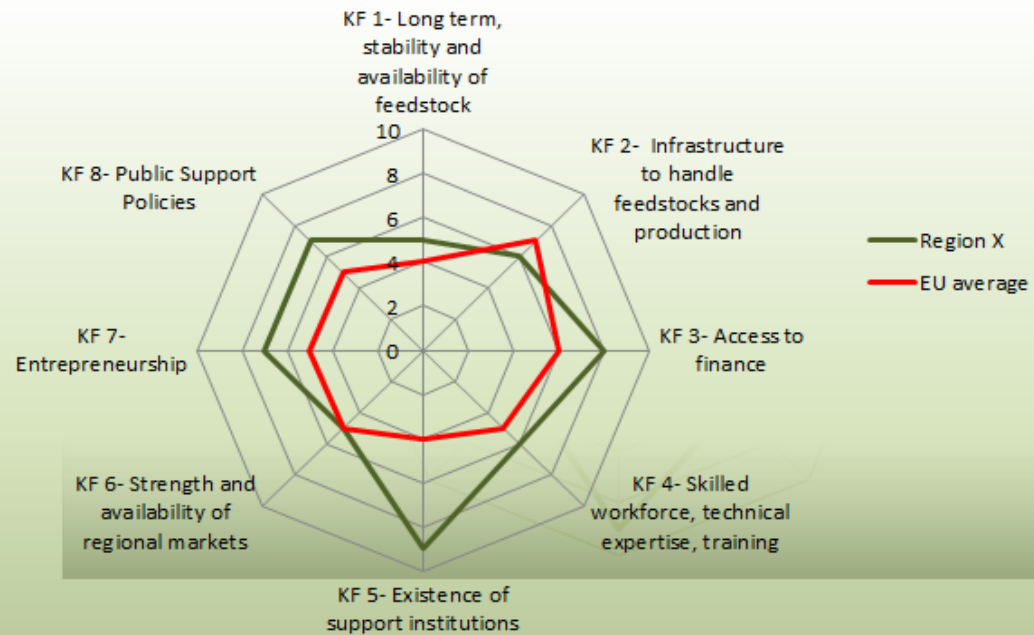 KF 1- Long term,
stability and
availability of
feedstock
KF 2-  Infrastructure
to handle
feedstocks and
production
KF 3- Access to
finance
KF 4- Skilled
workforce, technical
expertise, training
KF 5- Existence of
support institutions
KF 6- Strength and
availability of
regional markets
KF 7-
Entrepreneurship
KF 8- Public Support
Policies
10
8
6
4
2
0
Region X
EU average